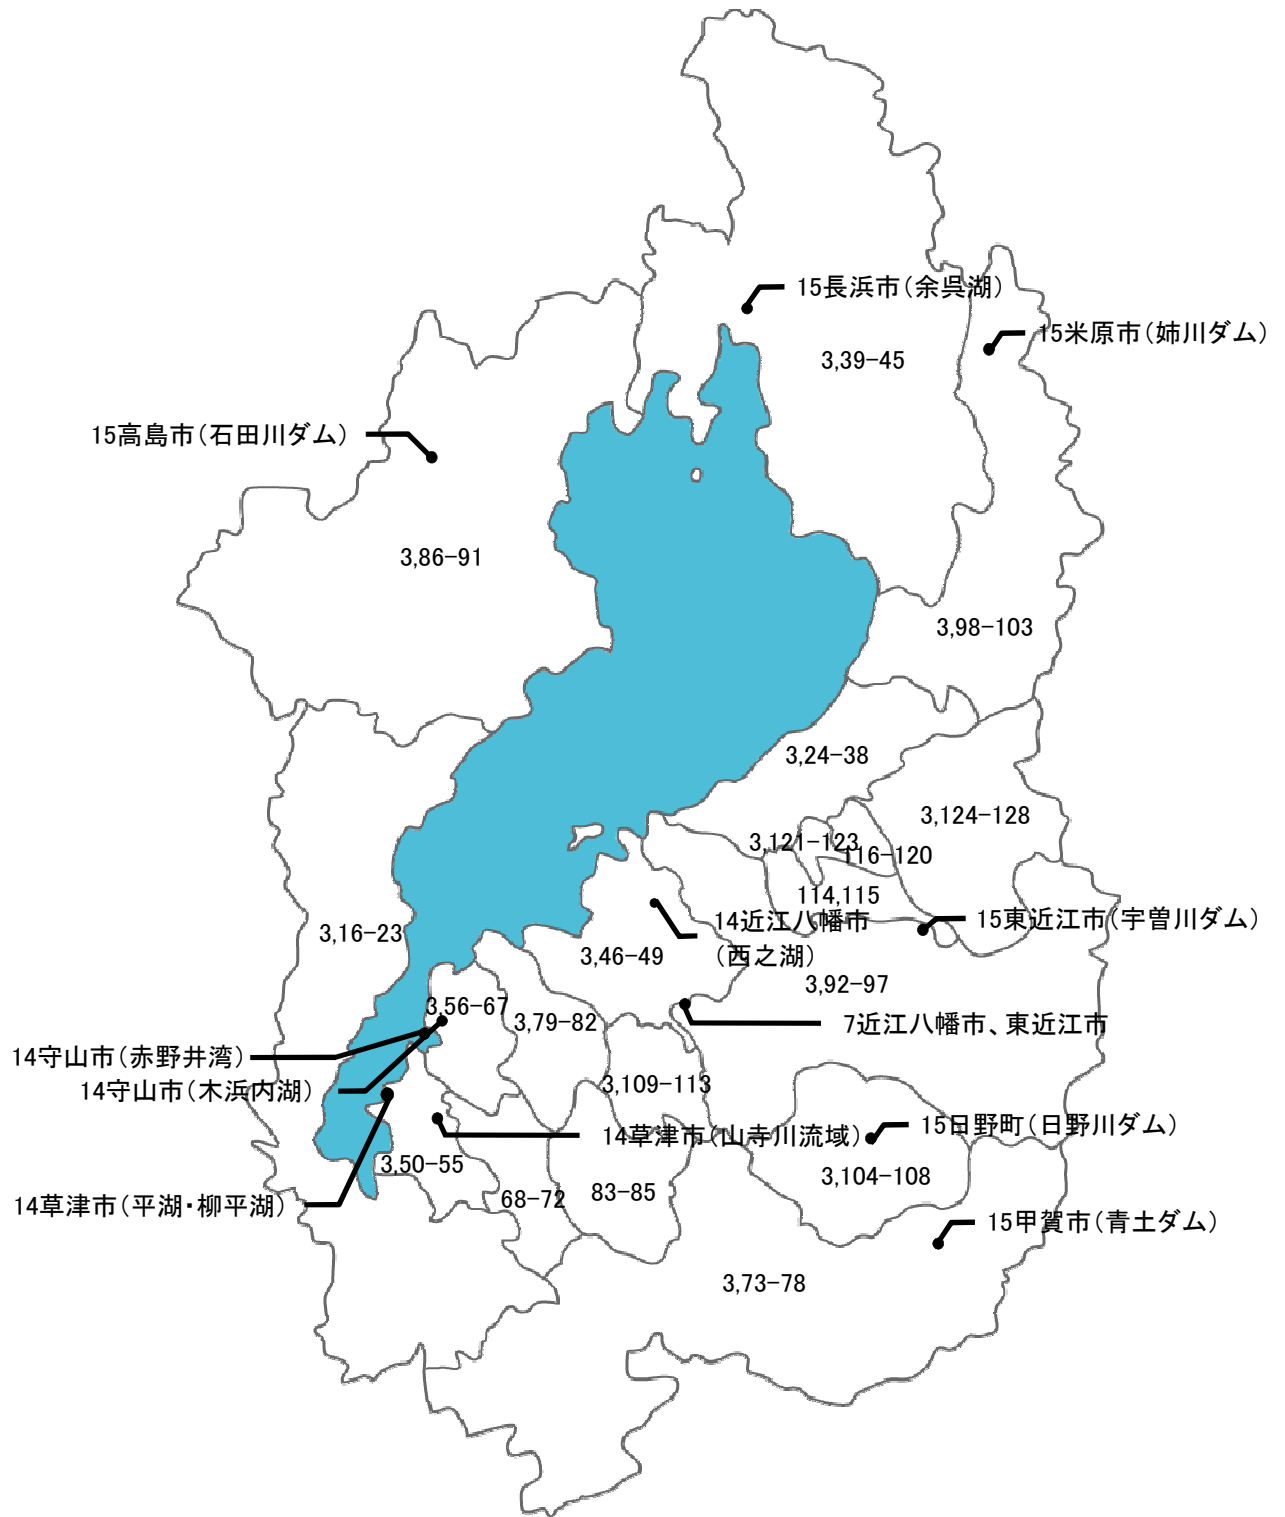 15長浜市(余呉湖)
15米原市(姉川ダム)
3,39-45
15高島市(石田川ダム)
3,86-91
3,98-103
3,24-38
3,124-128
3,121-123
116-120
114,115
14近江八幡市
(西之湖)
15東近江市(宇曽川ダム)
3,16-23
3,46-49
3,92-97
3,56-67
3,79-82
7近江八幡市、東近江市
14守山市(赤野井湾)
14守山市(木浜内湖)
3,109-113
14草津市(山寺川流域)
15日野町(日野川ダム)
3,50-55
3,104-108
68-72
83-85
14草津市(平湖・柳平湖)
15甲賀市(青土ダム)
3,73-78